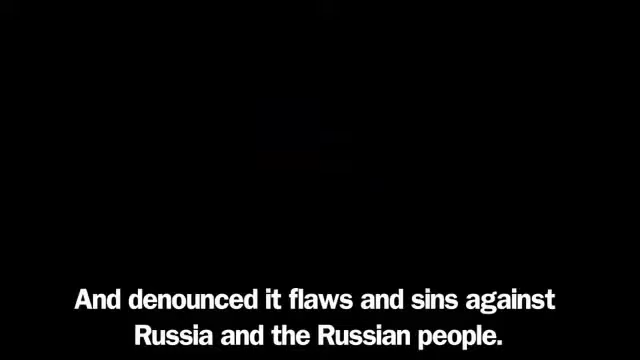 And denounced it flaws and sins against
Russia and the Russian people.